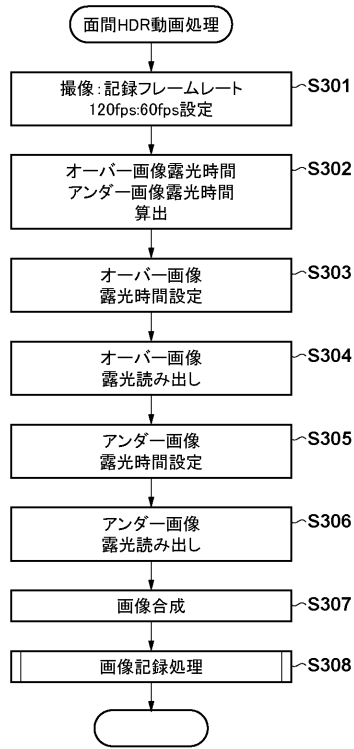 面間HDR動画処理
撮像:記録フレームレート
120fps:60fps設定
S301
オーバー画像露光時間
アンダー画像露光時間
算出
S302
オーバー画像
露光時間設定
S303
オーバー画像
露光読み出し
S304
アンダー画像
露光時間設定
S305
アンダー画像
露光読み出し
S306
画像合成
S307
画像記録処理
S308